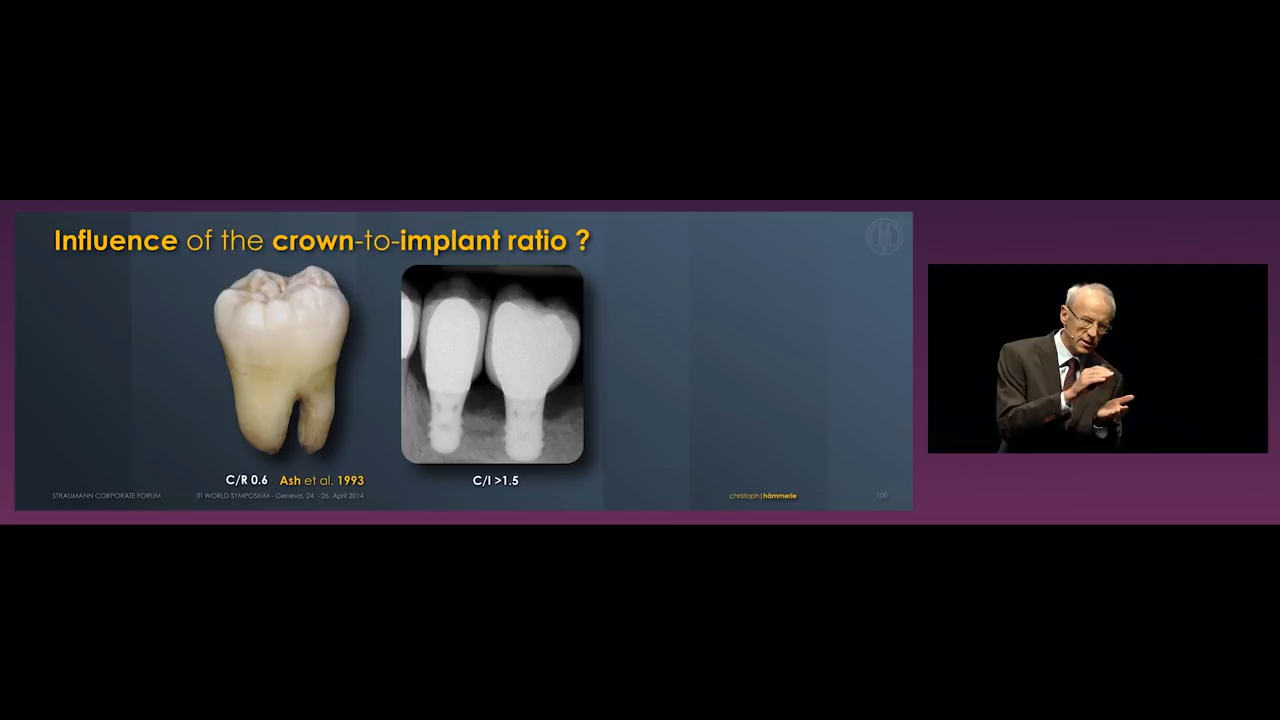 Influence of the crown-to-implant ratio ?
C/R 0.6 Ash et al. 1993
C/I >1.5
STRAUMANN CORPORATE FORUM ITI WORLD SYMPOSIUM - Geneva, 24. - 26. April 2014 christoph|hämmerle 100